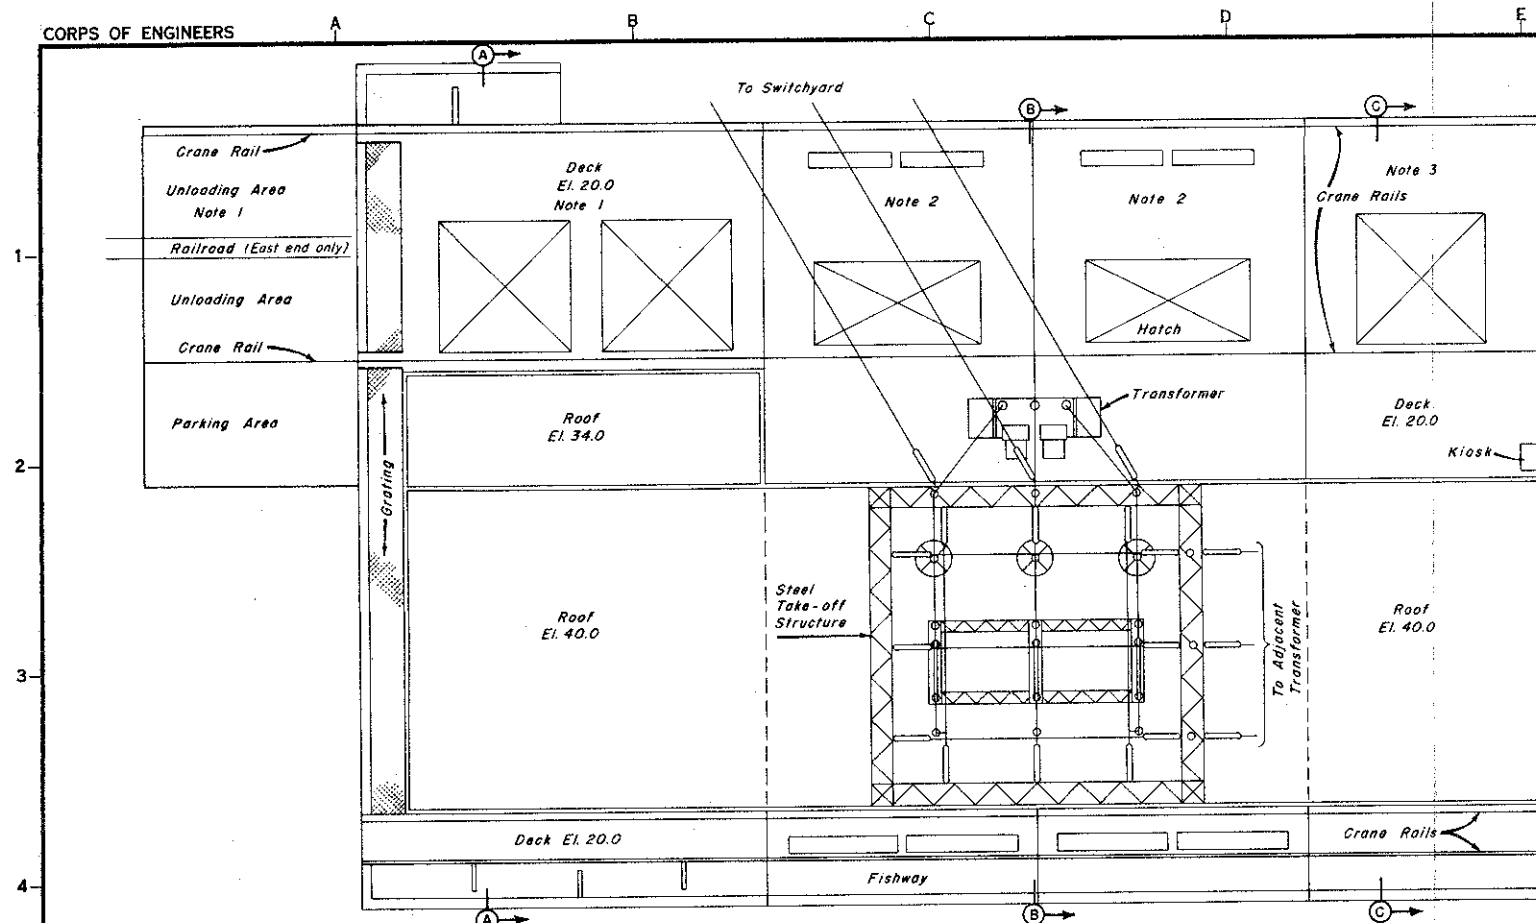 CORPS OF ENGINEERS
A
B
C
D
E
A
To Switchyard
B
C
Crane Rail
Unloading Area
Note 1
Railroad (East end only)
Unloading Area
Crane Rail
Parking Area
Deck
El. 20.0
Note 1
Note 2
Note 2
Note 3
Crane Rails
Hatch
Transformer
Roof
El. 34.0
Deck
El. 20.0
Kiosk
Grating
Roof
El. 40.0
Steel
Take-off
Structure
To Adjacent
Transformer
Roof
El. 40.0
Deck El. 20.0
Crane Rails
Fishway
A
B
C
1
2
3
4